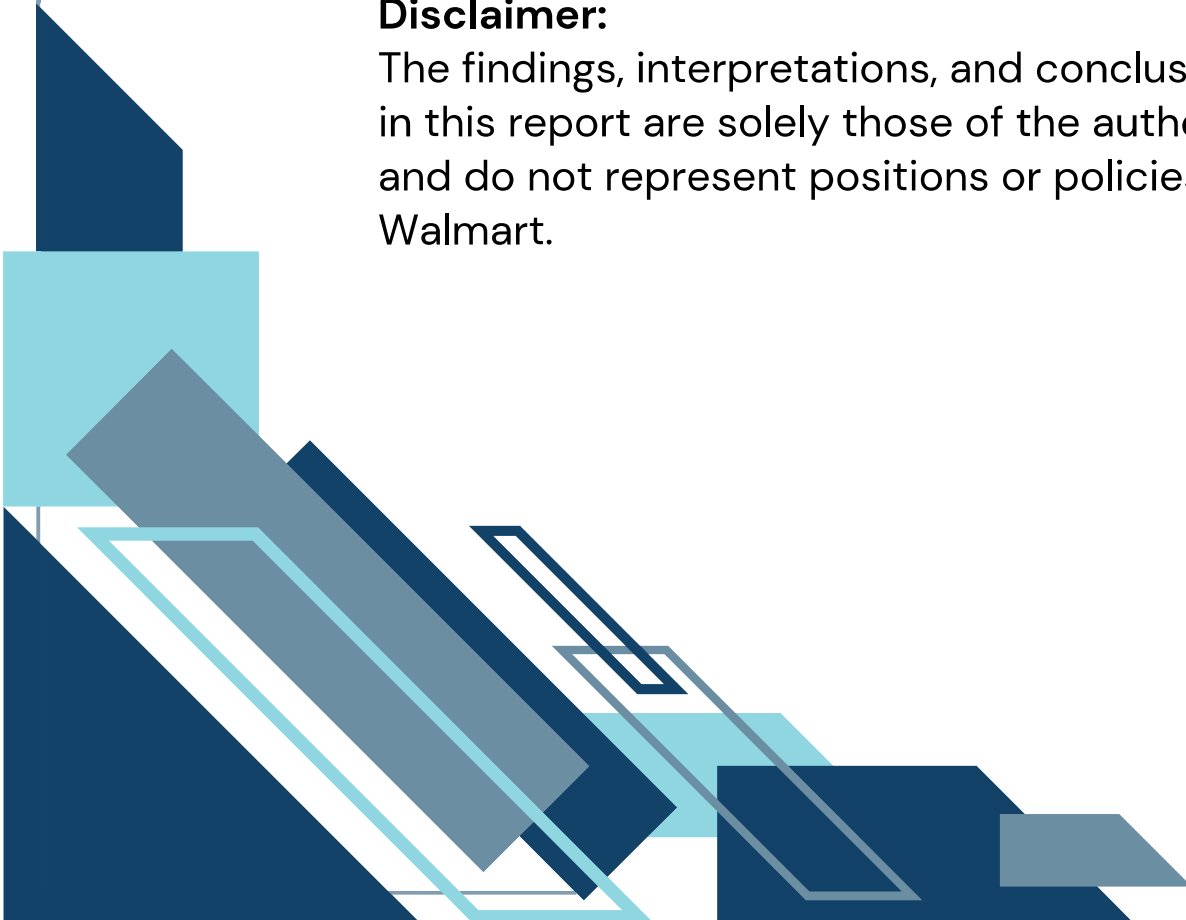 Disclaimer:
The findings, interpretations, and conclus
in this report are solely those of the auth
and do not represent positions or policie
Walmart.